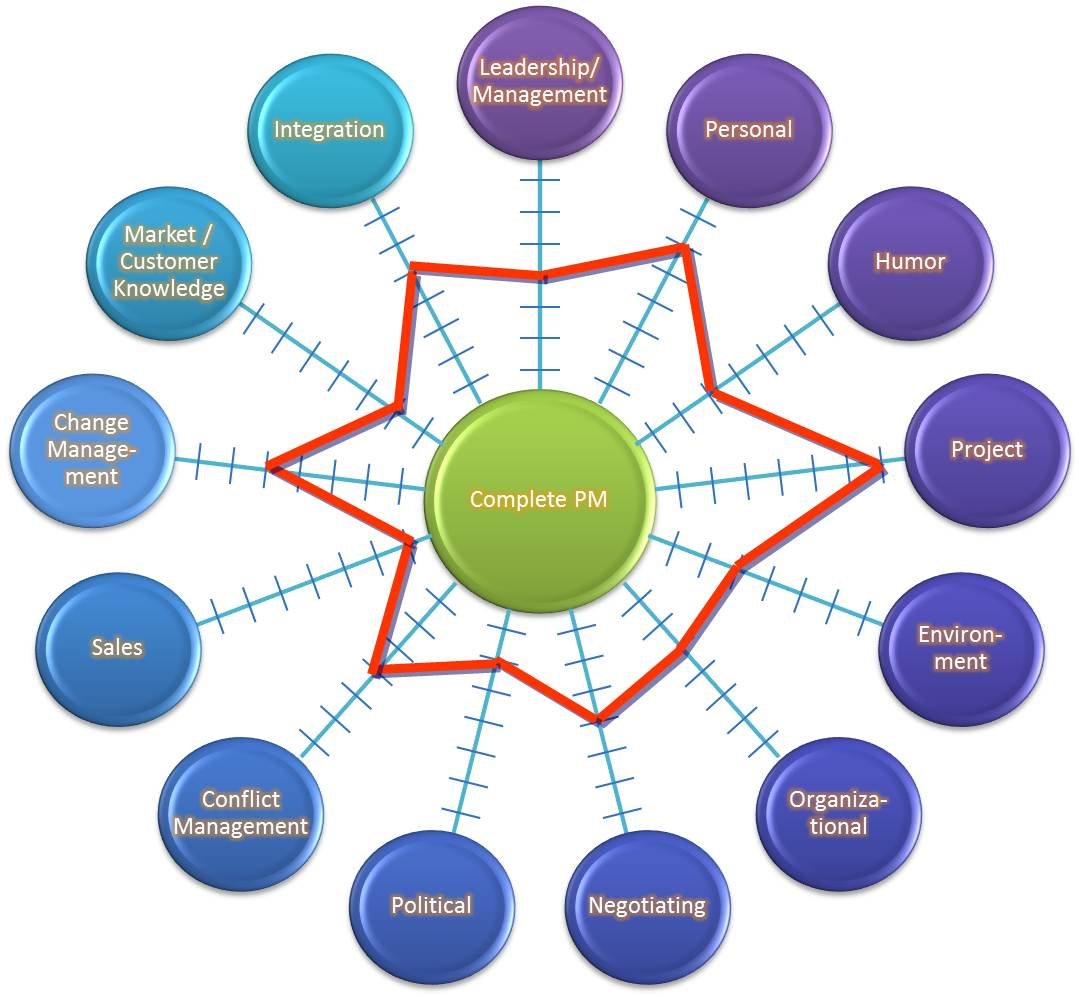 Leadership/
Management
Personal
Humor
Project
Environ-
ment
Organiza-
tional
Negotiating
Political
Conflict
Management
Sales
Change
Manage-
ment
Market /
Customer
Knowledge
Integration
Complete PM